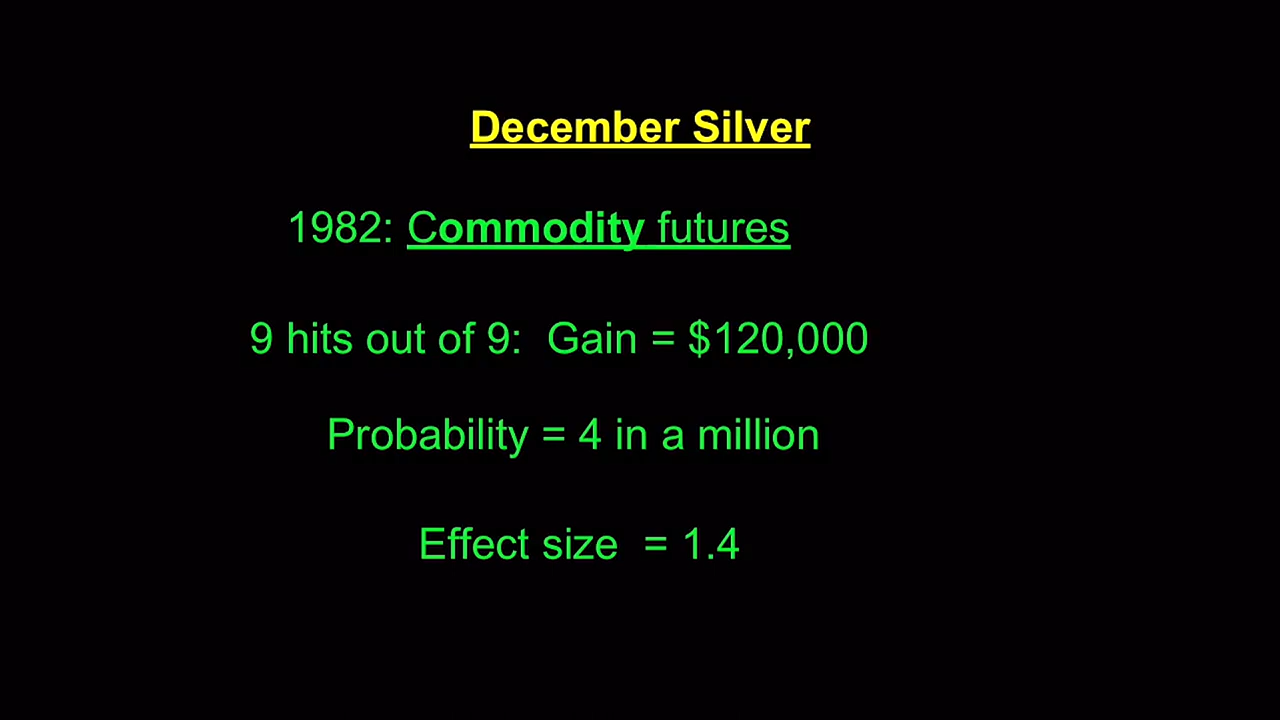 December Silver
1982: Commodity futures
9 hits out of 9:  Gain = $120,000
Probability = 4 in a million
Effect size  = 1.4